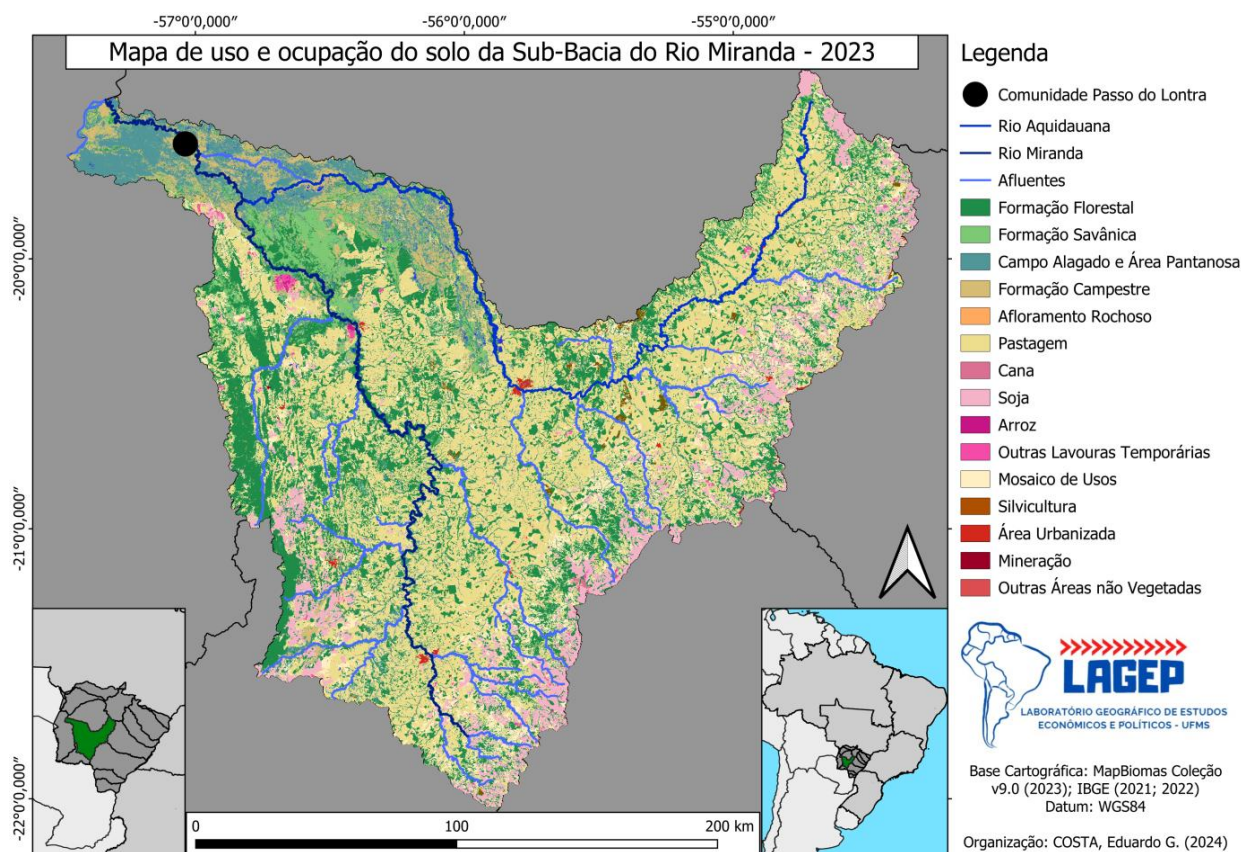 -57°0'0,000"
-56°0'0,000"
-55°0'0,000"
Mapa de uso e ocupação do solo da Sub-Bacia do Rio Miranda - 2023
-20°0'0,000"
-21°0'0,000"
-22°0'0,000"
0
100
200 km
Legenda
Comunidade Passo do Lontra
Rio Aquidauana
Rio Miranda
Afluentes
Formação Florestal
Formação Savânica
Campo Alagado e Área Pantanosa
Formação Campestre
Afloramento Rochoso
Pastagem
Cana
Soja
Arroz
Outras Lavouras Temporárias
Mosaico de Usos
Silvicultura
Área Urbanizada
Mineração
Outras Áreas não Vegetadas
LAGEP
LABORATÓRIO GEOGRÁFICO DE ESTUDOS
ECONÔMICOS E POLÍTICOS - UFMS
Base Cartográfica: MapBiomas Coleção
v9.0 (2023); IBGE (2021; 2022)
Datum: WGS84
Organização: COSTA, Eduardo G. (2024)